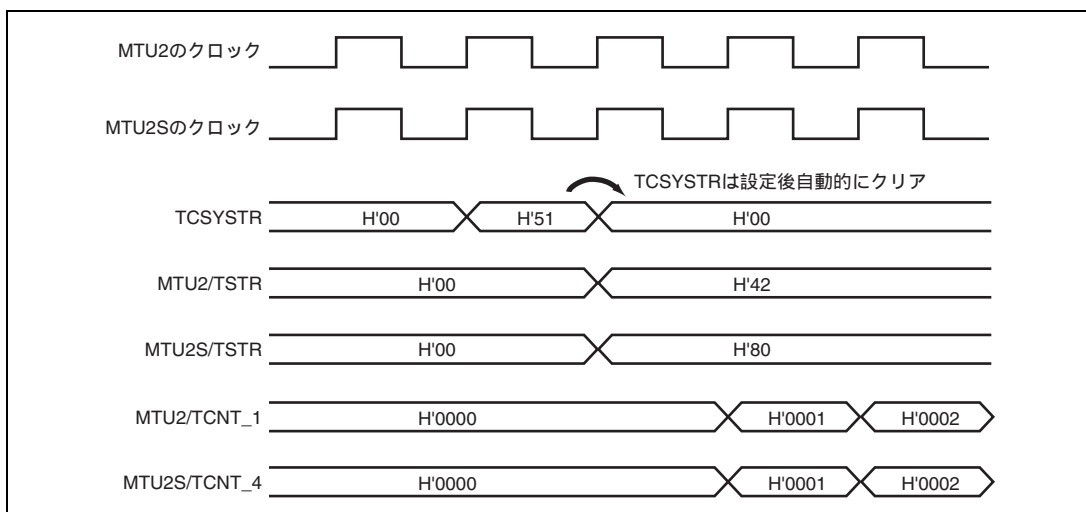 MTU2のクロック
MTU2Sのクロック
TCSYSTRは設定後自動的にクリア
TCSYSTR H'00 H'51 H'00
MTU2/TSTR H'00 H'42
MTU2S/TSTR H'00 H'80
MTU2/TCNT_1 H'0000 H'0001 H'0002
MTU2S/TCNT_4 H'0000 H'0001 H'0002